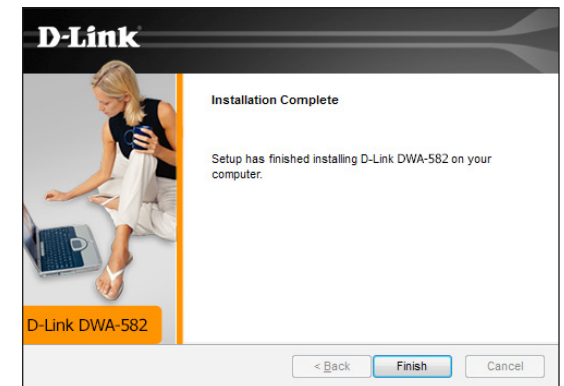 D-Link
Installation Complete
Setup has finished installing D-Link DWA-582 on your
computer.
D-Link DWA-582
< Back
Finish
Cancel